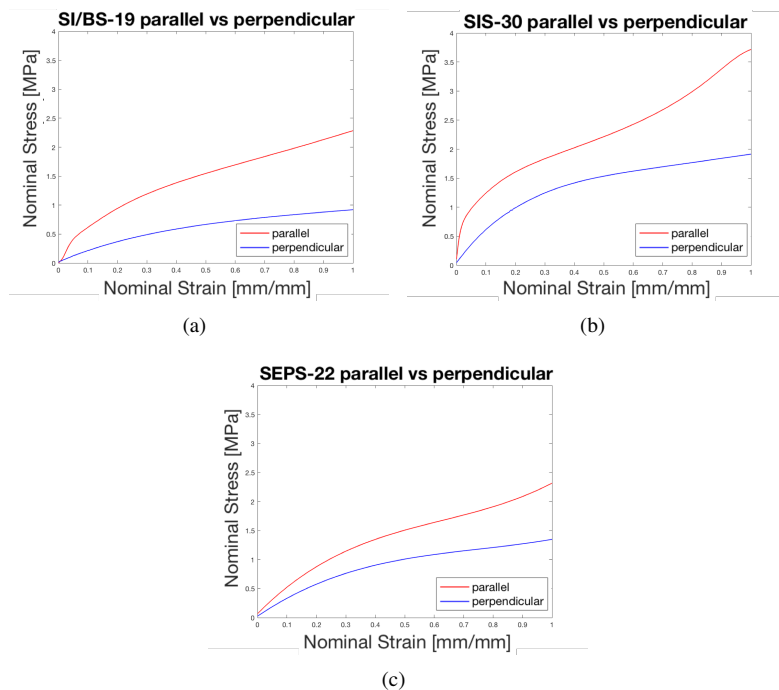 SI/BS-19 parallel vs perpendicular
Nominal Stress [MPa]
4
3.5
3
2.5
2
1.5
1
0.5
0
0 0.1 0.2 0.3 0.4 0.5 0.6 0.7 0.8 0.9 1
parallel
perpendicular
Nominal Strain [mm/mm]
(a)
SIS-30 parallel vs perpendicular
Nominal Stress [MPa]
4
3.5
3
2.5
2
1.5
1
0.5
0
0 0.1 0.2 0.3 0.4 0.5 0.6 0.7 0.8 0.9 1
parallel
perpendicular
Nominal Strain [mm/mm]
(b)
SEPS-22 parallel vs perpendicular
Nominal Stress [MPa]
4
3.5
3
2.5
2
1.5
1
0.5
0
0 0.1 0.2 0.3 0.4 0.5 0.6 0.7 0.8 0.9 1
parallel
perpendicular
Nominal Strain [mm/mm]
(c)